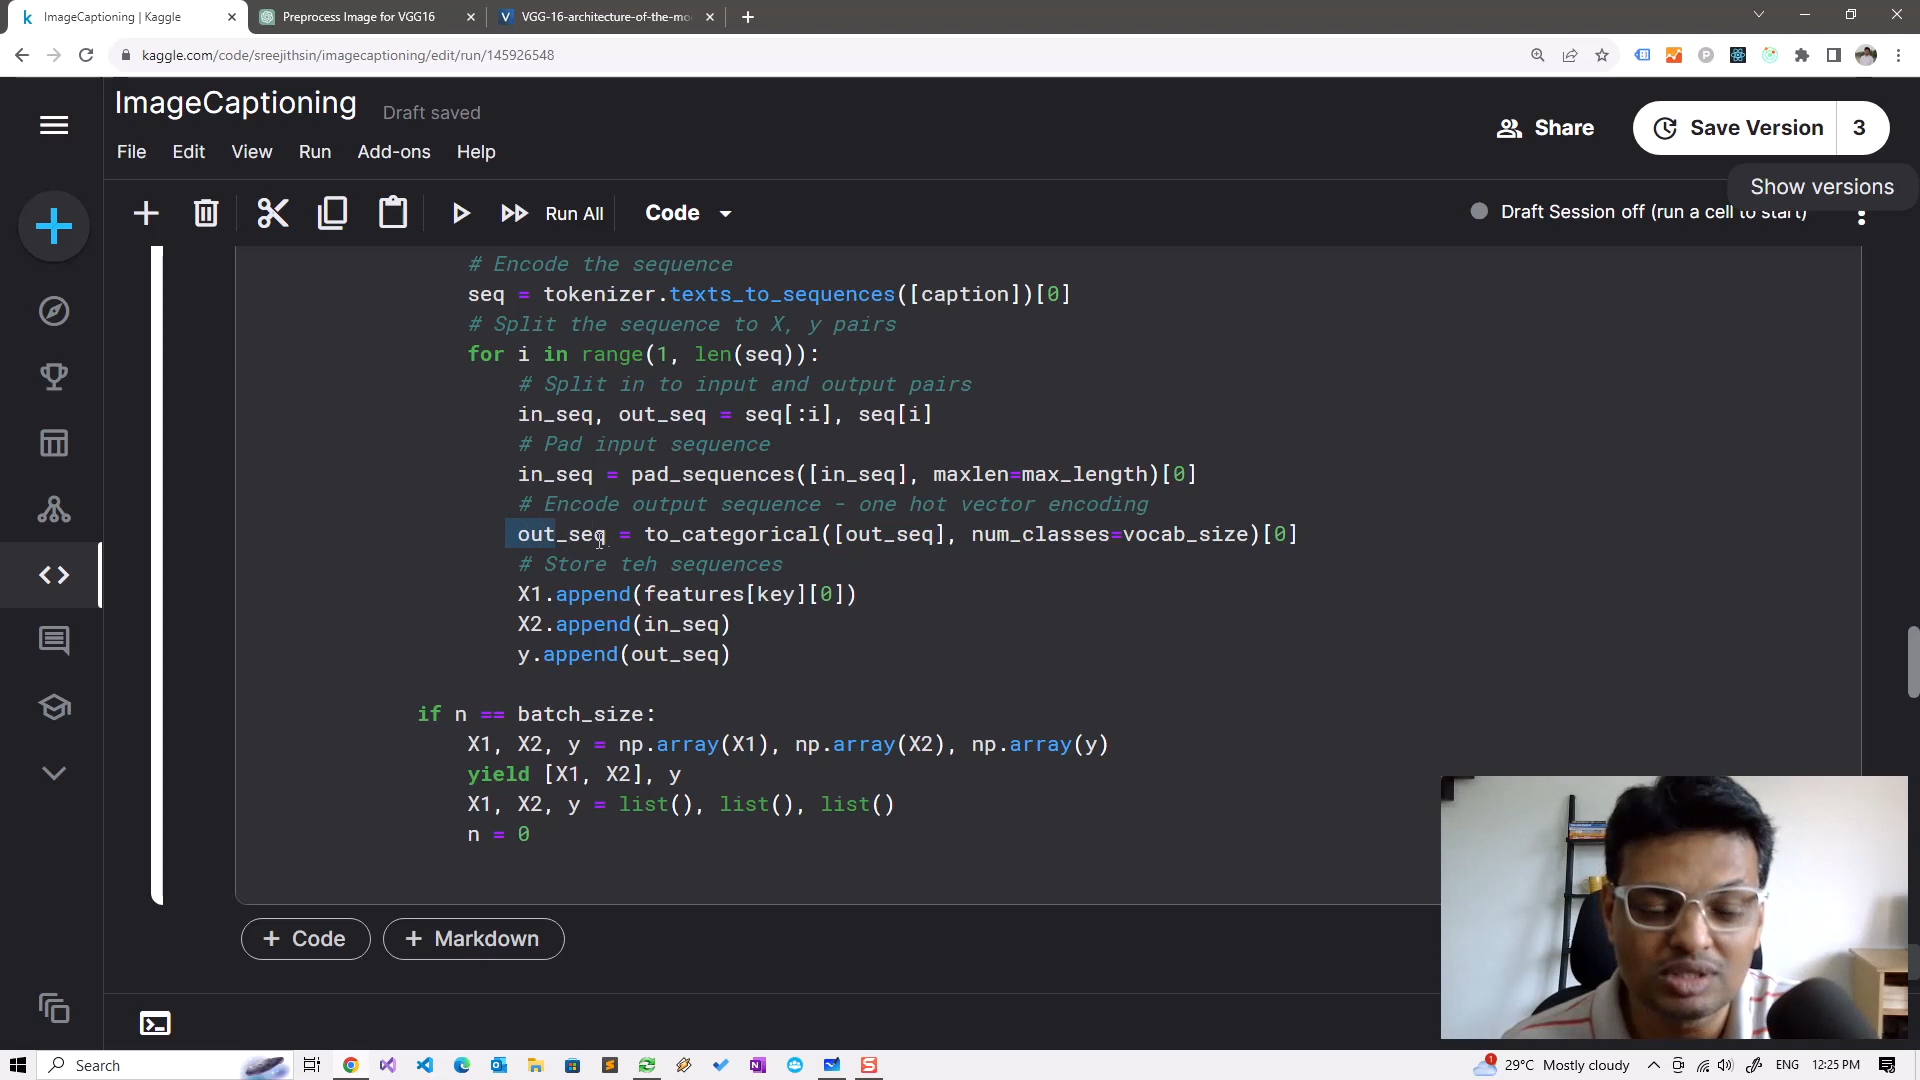 ImageCaptioning | Kaggle
Preprocess Image for VGG16
VGG-16-architecture-of-the-mo
kaggle.com/code/sreejithsin/imagecaptioning/edit/run/145926548
ImageCaptioning
Draft saved
File Edit View Run Add-ons Help
Share
Save Version 3
Show versions
Run All
Code
Draft Session off (run a cell to start)
# Encode the sequence
seq = tokenizer.texts_to_sequences([caption])[0]
# Split the sequence to X, y pairs
for i in range(1, len(seq)):
# Split in to input and output pairs
in_seq, out_seq = seq[:i], seq[i]
# Pad input sequence
in_seq = pad_sequences([in_seq], maxlen=max_length)[0]
# Encode output sequence - one hot vector encoding
out_seq = to_categorical([out_seq], num_classes=vocab_size)[0]
# Store teh sequences
X1.append(features[key][0])
X2.append(in_seq)
y.append(out_seq)
if n == batch_size:
X1, X2, y = np.array(X1), np.array(X2), np.array(y)
yield [X1, X2], y
X1, X2, y = list(), list(), list()
n = 0
+ Code
+ Markdown
Search
1
29°C Mostly cloudy
ENG
12:25 PM